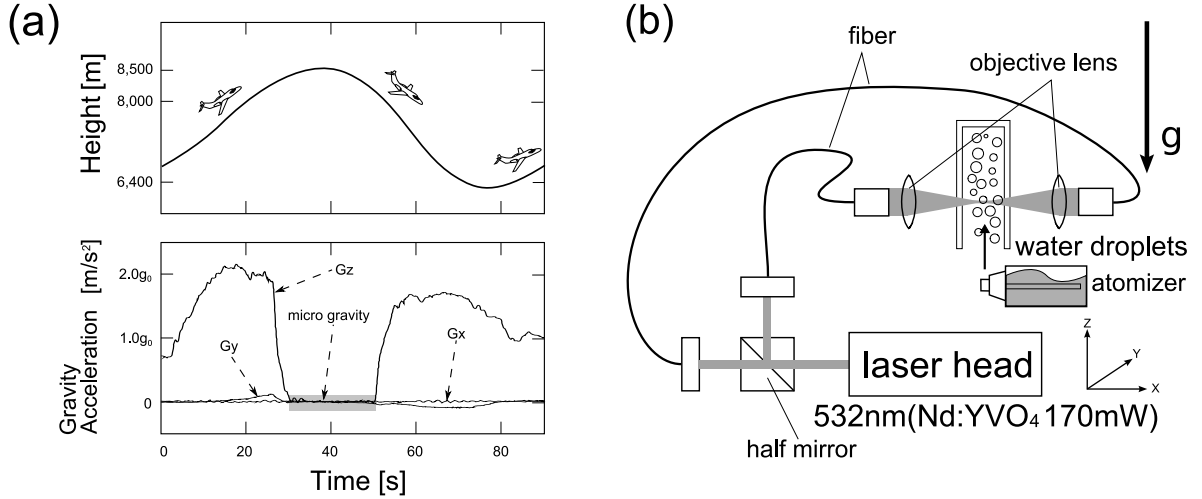 (a)
Height [m]
8,500
8,000
6,400
Gravity
Acceleration [m/s²]
2.0g₀
1.0g₀
0
Gz
micro gravity
Gy
Gx
0
20
40
60
80
Time [s]
(b)
fiber
objective lens
g
water droplets
atomizer
laser head
532nm(Nd:YVO₄ 170mW)
half mirror
Z
Y
X